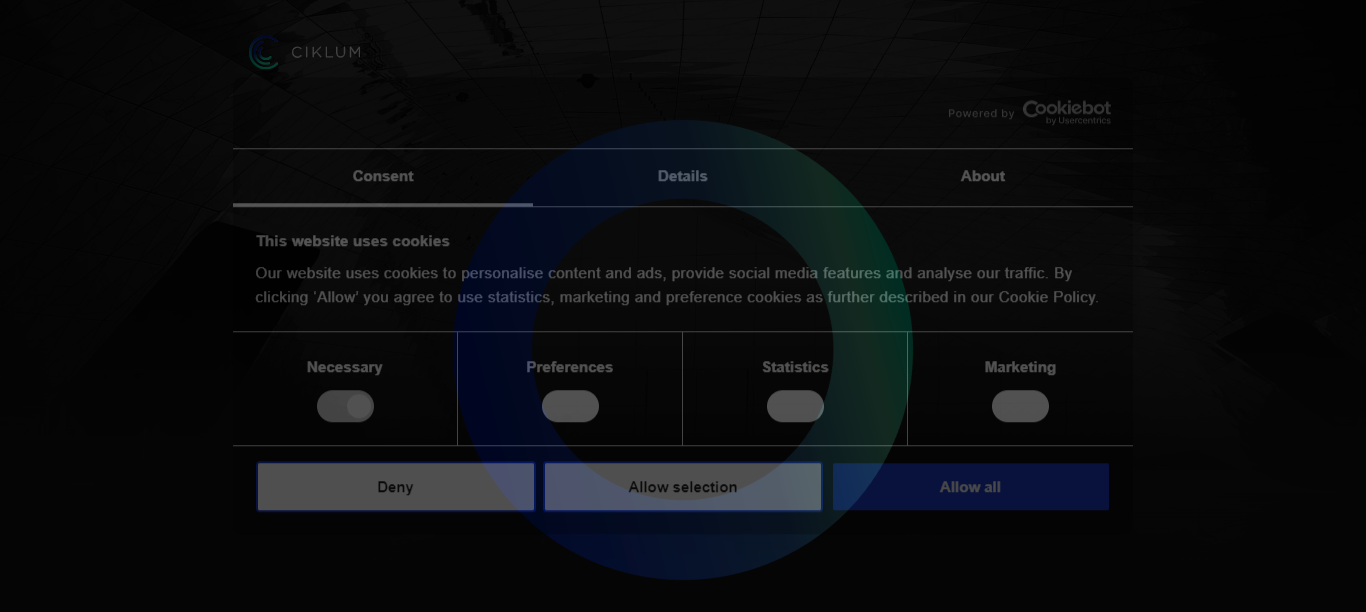 CIKLUM
Powered by Cookiebot
by Usercentrics
Consent Details About
This website uses cookies
Our website uses cookies to personalise content and ads, provide social media features and analyse our traffic. By
clicking 'Allow' you agree to use statistics, marketing and preference cookies as further described in our Cookie Policy.
Necessary Preferences Statistics Marketing
Deny Allow selection Allow all